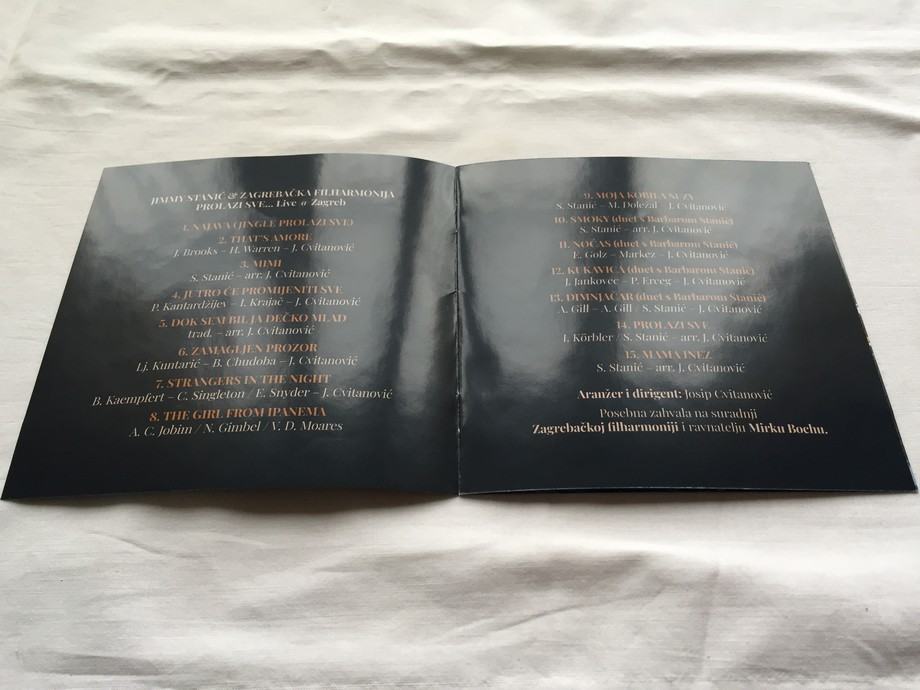 JIMMY STANIĆ & ZAGREBAČKA FILHARMONIJA
PROLAZI SVE... Live @ Zagreb
1. NAJAVA (JINGLE PROLAZI SVE)
2. THAT'S AMORE
J. Brooks – H. Warren – J. Cvitanović
3. MIMI
S. Stanić – arr. J. Cvitanović
4. JUTRO ĆE PROMIJENITI SVE
P. Kantardžijev – I. Krajač – J. Cvitanović
5. DOK SEM BIL JA DEČKO MLAD
trad. – arr. J. Cvitanović
6. ZAMAGLJEN PROZOR
Lj. Kuntarić – B. Chudoba – J. Cvitanović
7. STRANGERS IN THE NIGHT
B. Kaempfert – C. Singleton / E. Snyder – J. Cvitanović
8. THE GIRL FROM IPANEMA
A. C. Jobim / N. Gimbel / V. D. Moares
9. MOJA KOBILA SUZY
S. Stanić – M. Doležal – J. Cvitanović
10. SMOKY (duet s Barbarom Stanić)
S. Stanić – arr. J. Cvitanović
11. NOĆAS (duet s Barbarom Stanić)
E. Golz – Markez – J. Cvitanović
12. KUKAVICA (duet s Barbarom Stanić)
J. Jankovec – P. Erceg – J. Cvitanović
13. DIMNJAČAR (duet s Barbarom Stanić)
A. Gill – A. Gill / S. Stanić – J. Cvitanović
14. PROLAZI SVE
I. Körbler / S. Stanić – arr. J. Cvitanović
15. MAMA INEZ
S. Stanić – arr. J. Cvitanović
Aranžer i dirigent: Josip Cvitanović
Posebna zahvala na suradnji
Zagrebačkoj filharmoniji i ravnatelju Mirku Bochu.